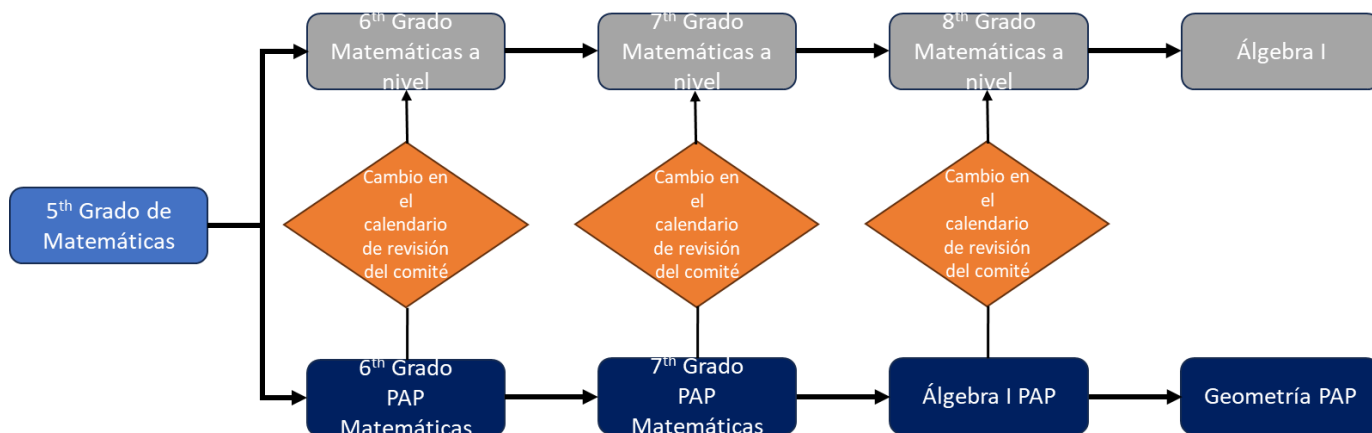 6th Grado
Matemáticas a
nivel
7th Grado
Matemáticas a
nivel
8th Grado
Matemáticas a
nivel
Álgebra I
Cambio en
el
calendario
de revisión
del comité
Cambio en
el
calendario
de revisión
del comité
Cambio en
el
calendario
de revisión
del comité
5th Grado de
Matemáticas
6th Grado
PAP
Matemáticas
7th Grado
PAP
Matemáticas
Álgebra I PAP
Geometría PAP